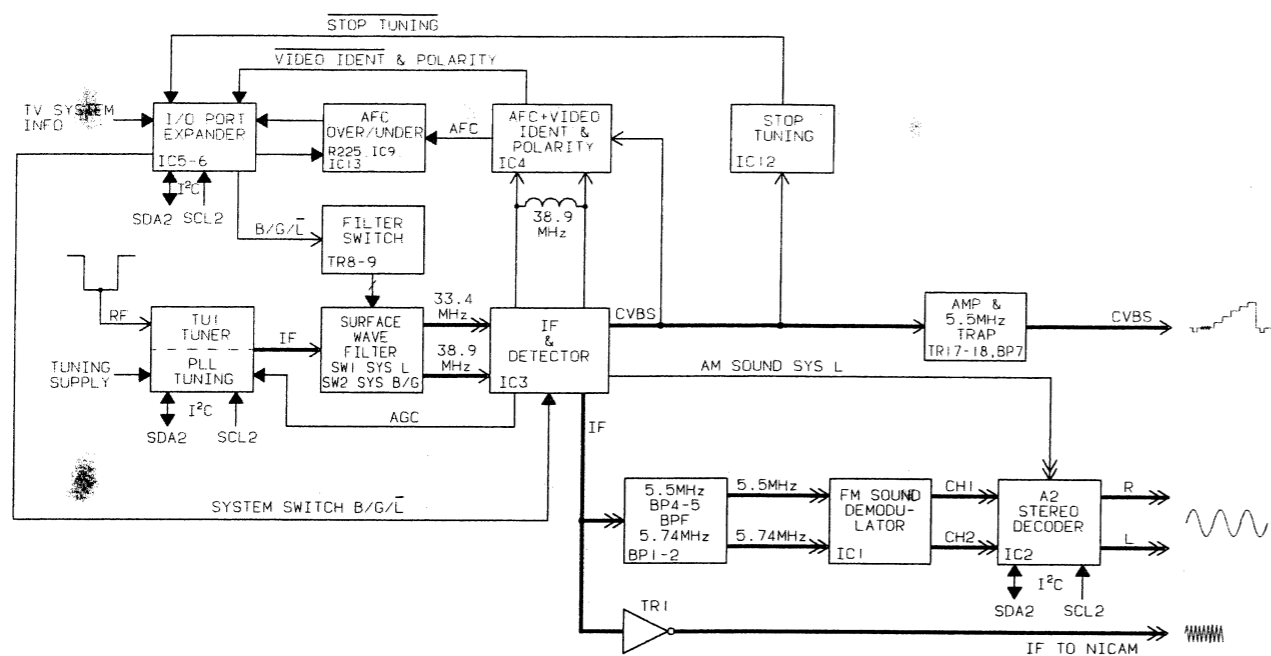 STOP TUNING
VIDEO IDENT & POLARITY
TV SYSTEM
INFO
I/O PORT
EXPANDER
IC5-6
AFC
OVER/UNDER
R225 IC9
IC13
AFC
AFC+VIDEO
IDENT &
POLARITY
IC4
STOP
TUNING
IC12
I²C
SDA2
SCL2
B/G/L
FILTER
SWITCH
TR8-9
38.9
MHz
RF
TU1
TUNER
PLL
TUNING
TUNING
SUPPLY
I²C
SDA2
SCL2
IF
SURFACE
WAVE
FILTER
SW1 SYS L
SW2 SYS B/G
33.4
MHz
38.9
MHz
IF
&
DETECTOR
IC3
CVBS
AMP &
5.5MHz
TRAP
TR17-18,BP7
CVBS
AM SOUND SYS L
AGC
IF
SYSTEM SWITCH B/G/L
5.5MHz
BP4-5
BPF
5.74MHz
BP1-2
5.5MHz
5.74MHz
FM SOUND
DEMODU-
LATOR
IC1
CH1
CH2
A2
STEREO
DECODER
IC2
R
L
I²C
SDA2
SCL2
TR1
IF TO NICAM